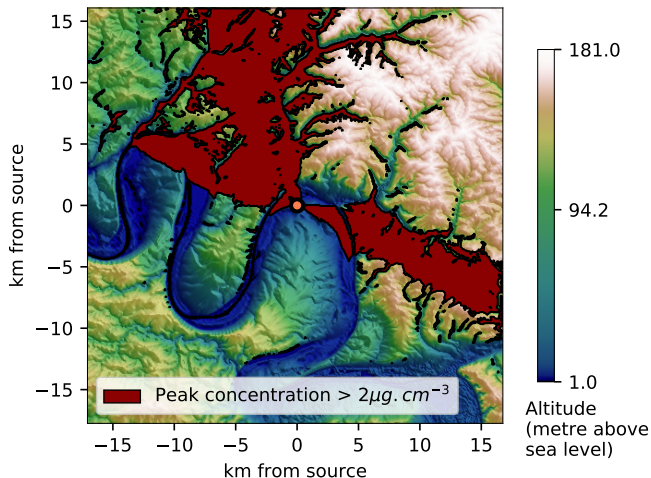 15
10
5
0
−5
−10
−15
km from source
Peak concentration > 2μg.cm⁻³
−15 −10 −5 0 5 10 15
km from source
181.0
94.2
1.0
Altitude
(metre above
sea level)